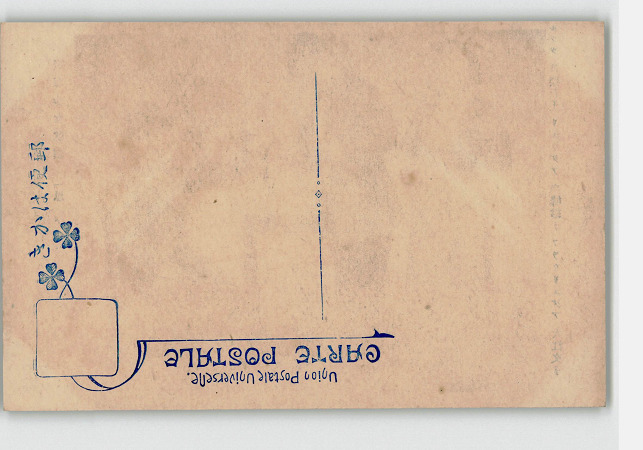 Union Postale Universelle.
CARTE POSTALE
郵便はかき